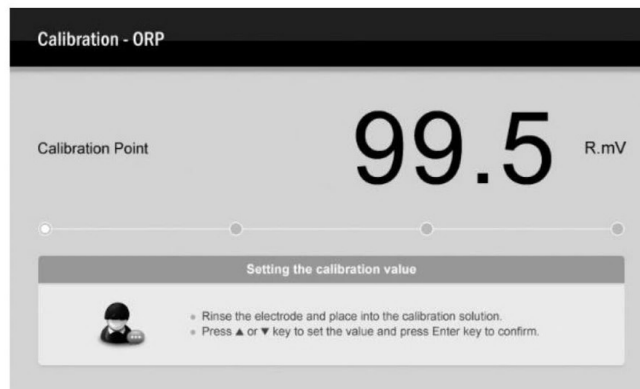 Calibration - ORP
Calibration Point
99.5
R.mV
Setting the calibration value
Rinse the electrode and place into the calibration solution.
Press ▲ or ▼ key to set the value and press Enter key to confirm.